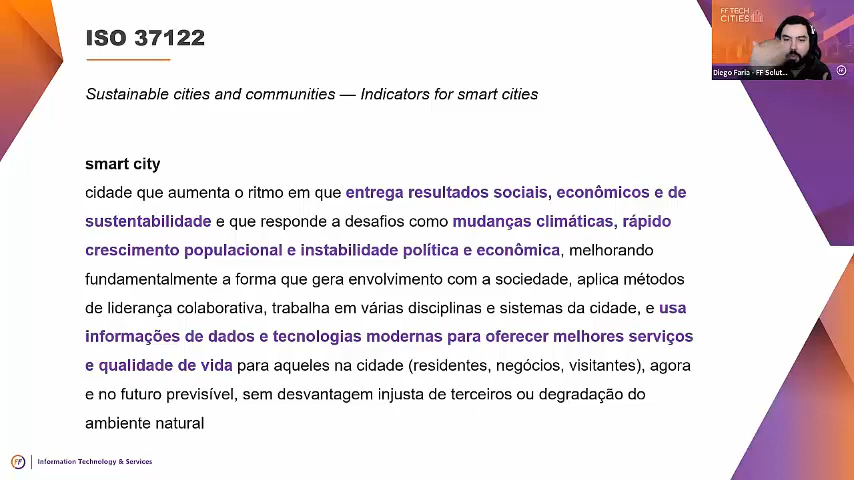 ISO 37122
FF TECH
CITIES
Diego Faria - FF Solut...
Sustainable cities and communities — Indicators for smart cities
smart city
cidade que aumenta o ritmo em que entrega resultados sociais, econômicos e de
sustentabilidade e que responde a desafios como mudanças climáticas, rápido
crescimento populacional e instabilidade política e econômica, melhorando
fundamentalmente a forma que gera envolvimento com a sociedade, aplica métodos
de liderança colaborativa, trabalha em várias disciplinas e sistemas da cidade, e usa
informações de dados e tecnologias modernas para oferecer melhores serviços
e qualidade de vida para aqueles na cidade (residentes, negócios, visitantes), agora
e no futuro previsível, sem desvantagem injusta de terceiros ou degradação do
ambiente natural
FF
Information Technology & Services